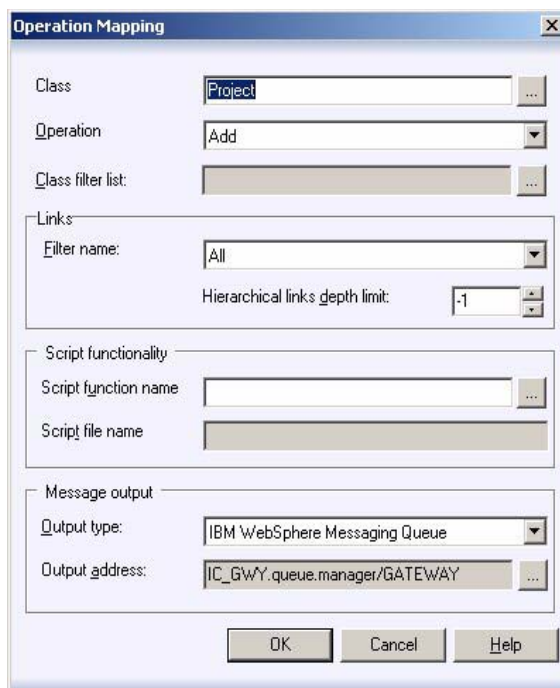 Operation Mapping
Class
Project
...
Operation
Add
Class filter list:
...
Links
Filter name:
All
Hierarchical links depth limit:
-1
Script functionality
Script function name
...
Script file name
Message output
Output type:
IBM WebSphere Messaging Queue
Output address:
IC_GWY.queue.manager/GATEWAY
...
OK
Cancel
Help